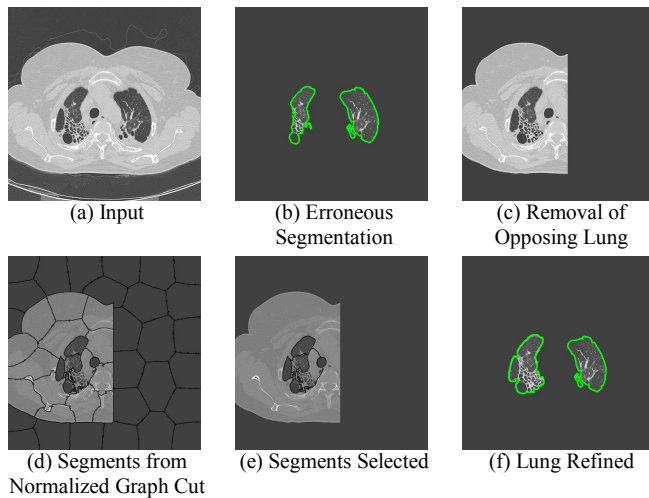 (a) Input
(b) Erroneous
Segmentation
(c) Removal of
Opposing Lung
(d) Segments from
Normalized Graph Cut
(e) Segments Selected
(f) Lung Refined